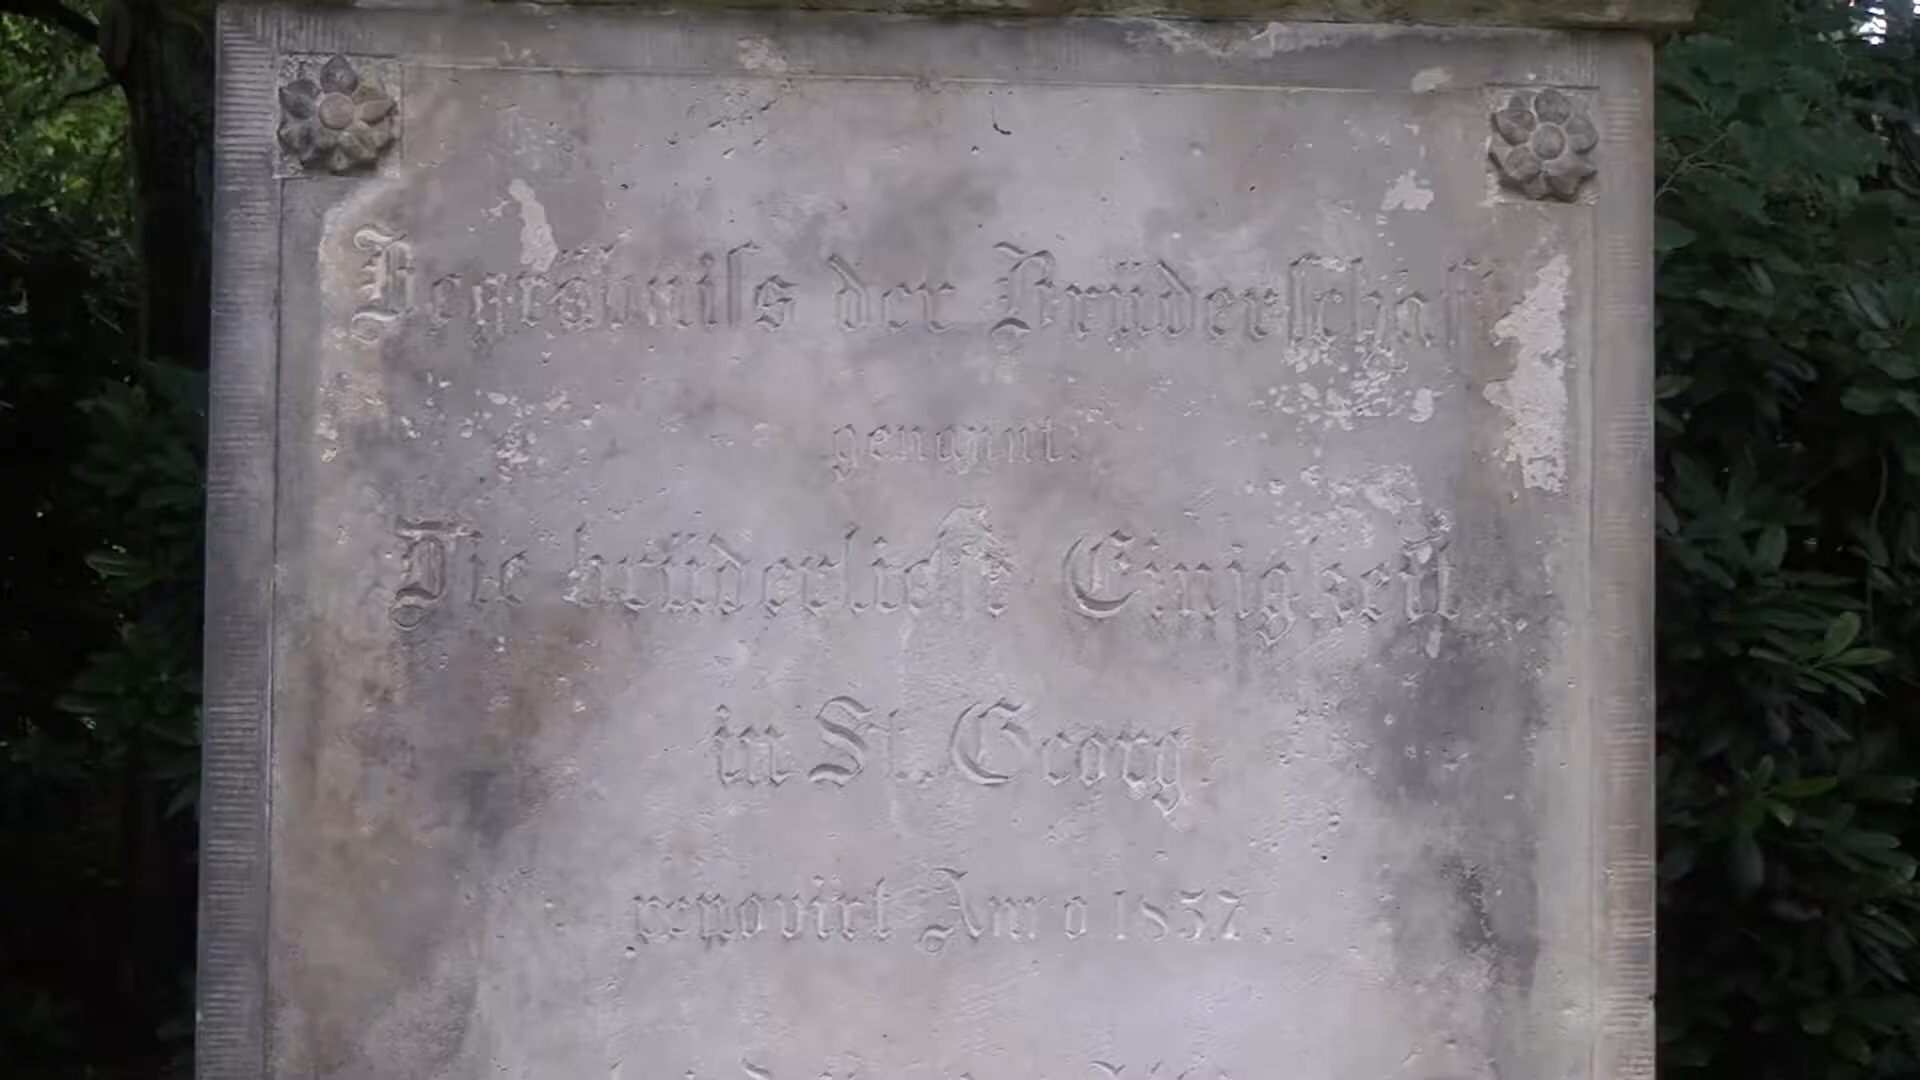 Begräbniſs der Brüderschaft
genannt:
Die brüderliche Einigkeit
in St. Georg.
renovirt Anno 1857.